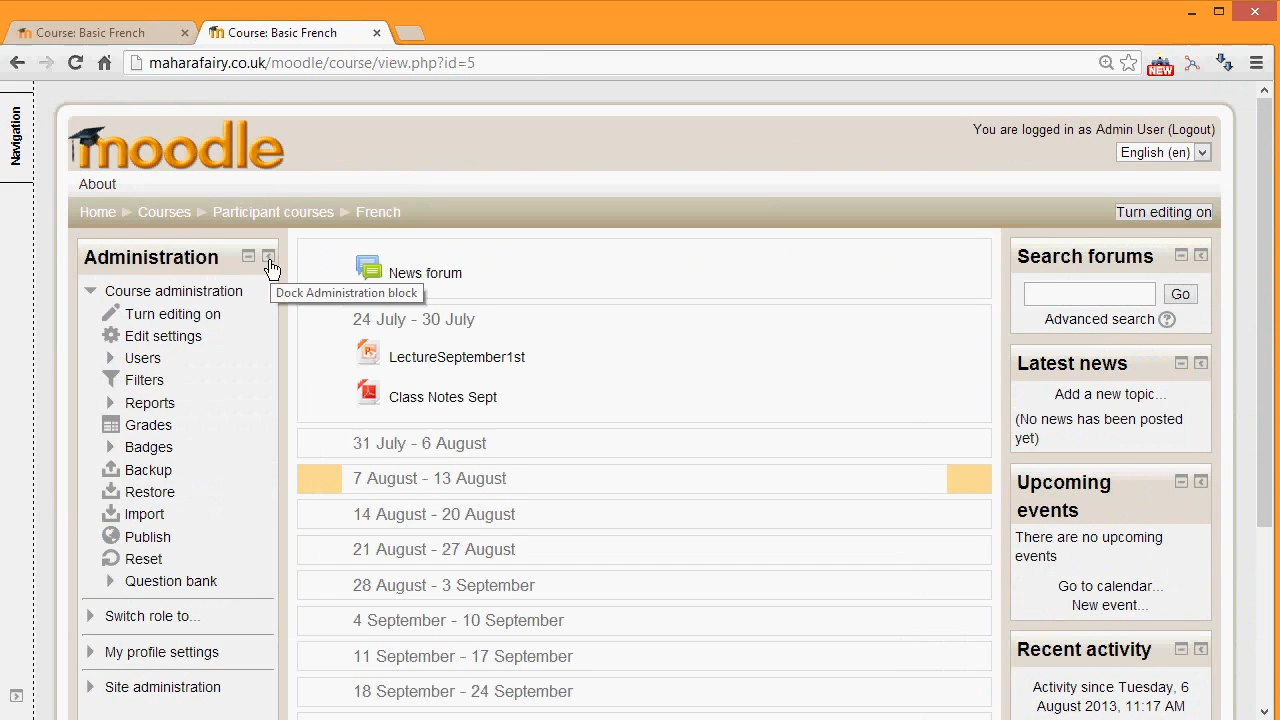 Course: Basic French
Course: Basic French
maharafairy.co.uk/moodle/course/view.php?id=5
NEW
Navigation
moodle
You are logged in as Admin User (Logout)
English (en)
About
Home Courses Participant courses French
Turn editing on
Administration
Dock Administration block
Course administration
Turn editing on
Edit settings
Users
Filters
Reports
Grades
Badges
Backup
Restore
Import
Publish
Reset
Question bank
Switch role to...
My profile settings
Site administration
News forum
24 July - 30 July
LectureSeptember1st
Class Notes Sept
31 July - 6 August
7 August - 13 August
14 August - 20 August
21 August - 27 August
28 August - 3 September
4 September - 10 September
11 September - 17 September
18 September - 24 September
Search forums
Go
Advanced search ?
Latest news
Add a new topic...
(No news has been posted
yet)
Upcoming
events
There are no upcoming
events
Go to calendar...
New event...
Recent activity
Activity since Tuesday, 6
August 2013, 11:17 AM